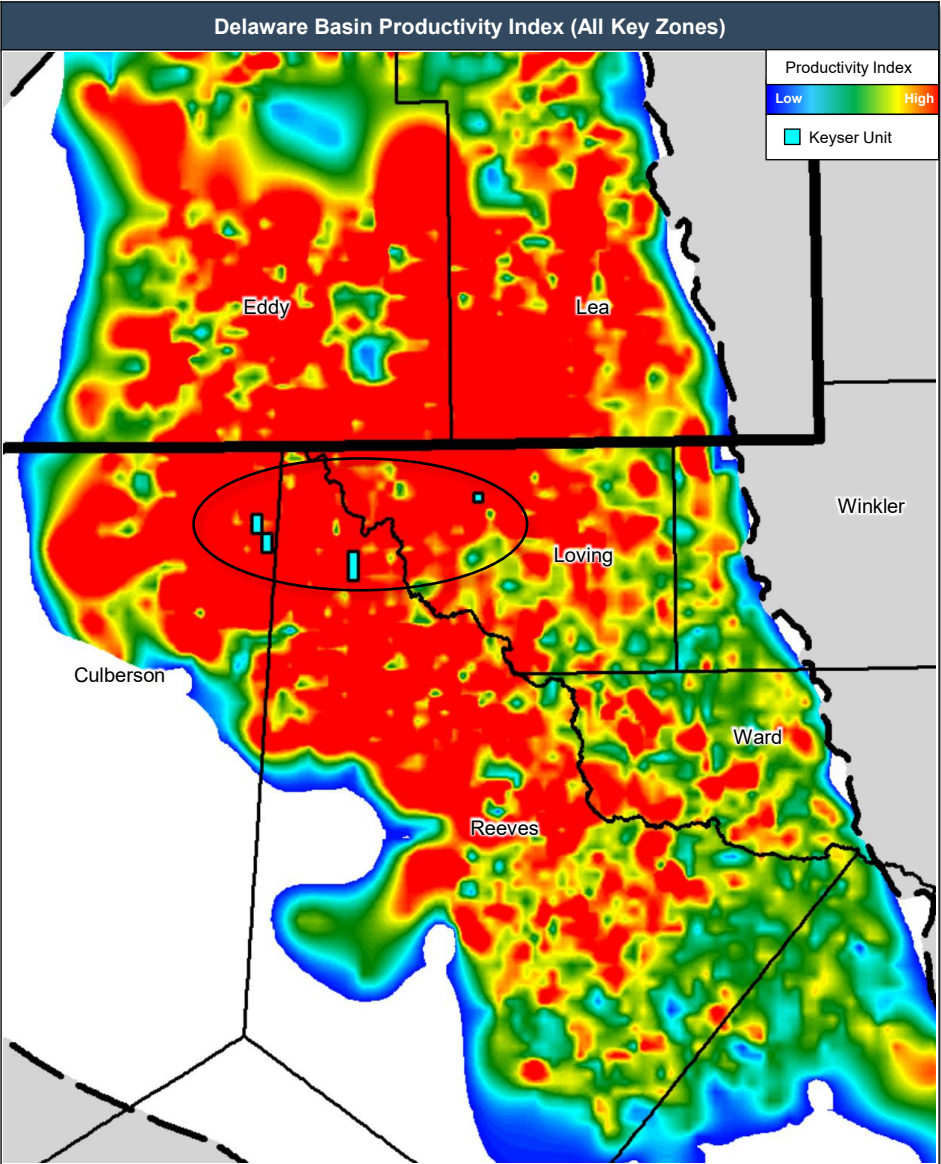 Delaware Basin Productivity Index (All Key Zones)
Productivity Index
Low High
Keyser Unit
Eddy
Lea
Winkler
Loving
Culberson
Ward
Reeves